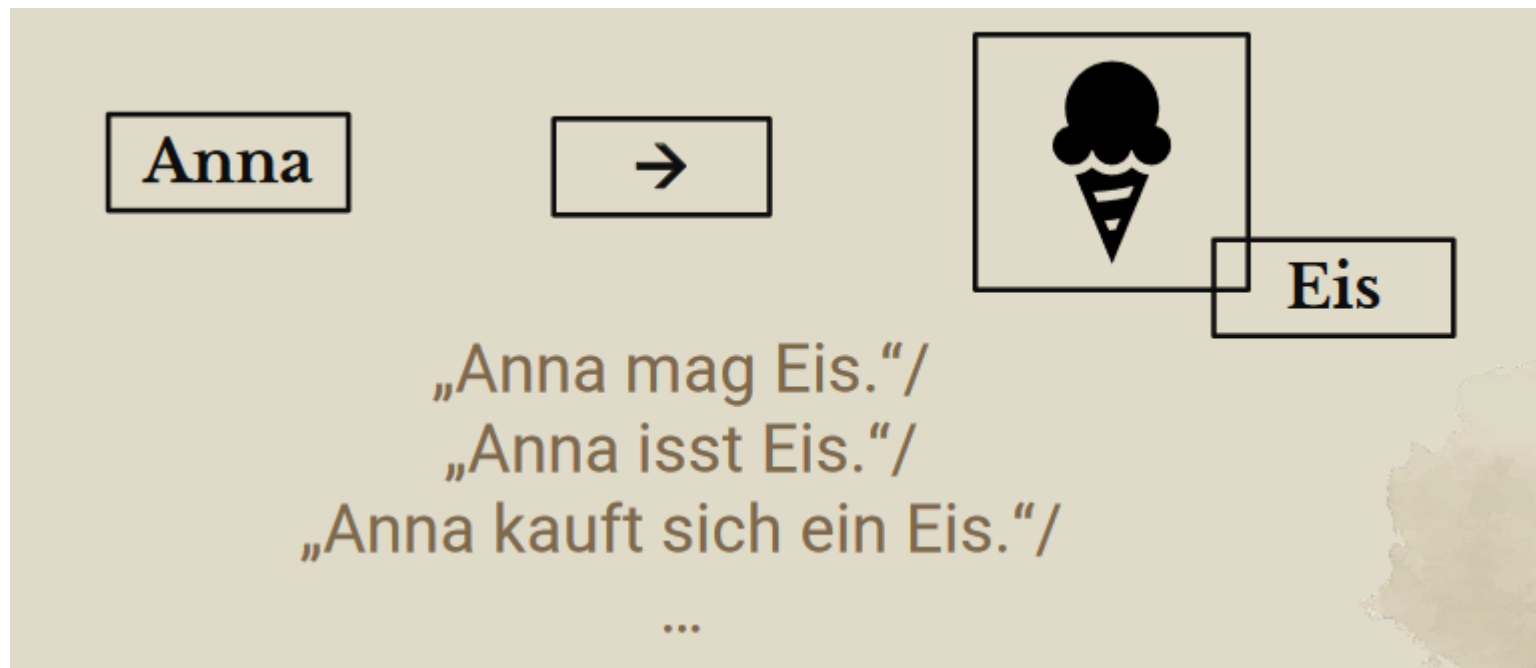 Anna
→
Eis
„Anna mag Eis.“/
„Anna isst Eis.“/
„Anna kauft sich ein Eis.“/
...